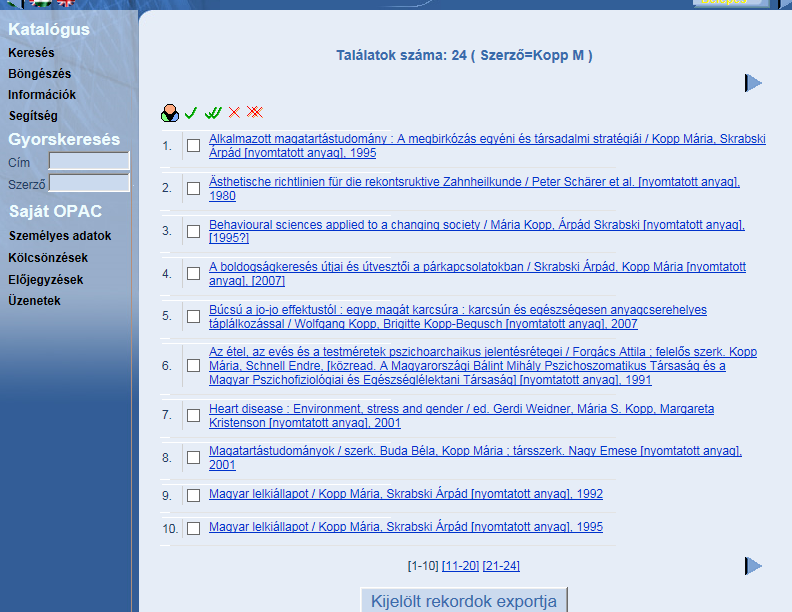 Katalógus
Keresés
Böngészés
Információk
Segítség
Gyorskeresés
Cím
Szerző
Saját OPAC
Személyes adatok
Kölcsönzések
Előjegyzések
Üzenetek
Találatok száma: 24 ( Szerző=Kopp M )
1. Alkalmazott magatartástudomány : A megbirkózás egyéni és társadalmi stratégiái / Kopp Mária, Skrabski
Árpád [nyomtatott anyag], 1995
2. Ästhetische richtlinien für die rekontsruktive Zahnheilkunde / Peter Schärer et al. [nyomtatott anyag],
1980
3. Behavioural sciences applied to a changing society / Mária Kopp, Árpád Skrabski [nyomtatott anyag],
[1995?]
4. A boldogságkeresés útjai és útvesztői a párkapcsolatokban / Skrabski Árpád, Kopp Mária [nyomtatott
anyag], [2007]
5. Búcsú a jo-jo effektustól : egye magát karcsúra : karcsún és egészségesen anyagcserehelyes
táplálkozással / Wolfgang Kopp, Brigitte Kopp-Begusch [nyomtatott anyag], 2007
6. Az étel, az evés és a testméretek pszichoarchaikus jelentésrétegei / Forgács Attila ; felelős szerk. Kopp
Mária, Schnell Endre, [közread. A Magyarországi Bálint Mihály Pszichoszomatikus Társaság és a
Magyar Pszichofiziológiai és Egészséglélektani Társaság] [nyomtatott anyag], 1991
7. Heart disease : Environment, stress and gender / ed. Gerdi Weidner, Mária S. Kopp, Margareta
Kristenson [nyomtatott anyag], 2001
8. Magatartástudományok / szerk. Buda Béla, Kopp Mária ; társszerk. Nagy Emese [nyomtatott anyag],
2001
9. Magyar lelkiállapot / Kopp Mária, Skrabski Árpád [nyomtatott anyag], 1992
10. Magyar lelkiállapot / Kopp Mária, Skrabski Árpád [nyomtatott anyag], 1995
[1-10] [11-20] [21-24]
Kijelölt rekordok exportja